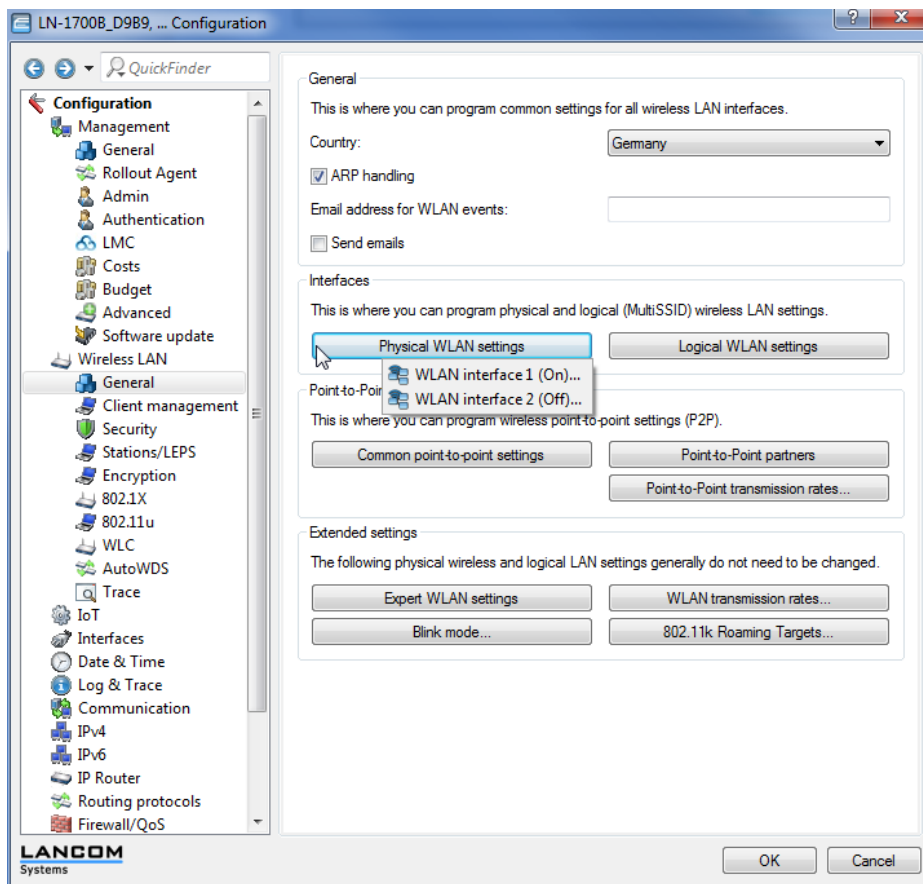 LN-1700B_D9B9, ... Configuration
?
QuickFinder
Configuration
Management
General
Rollout Agent
Admin
Authentication
LMC
Costs
Budget
Advanced
Software update
Wireless LAN
General
Client management
Security
Stations/LEPS
Encryption
802.1X
802.11u
WLC
AutoWDS
Trace
IoT
Interfaces
Date & Time
Log & Trace
Communication
IPv4
IPv6
IP Router
Routing protocols
Firewall/QoS
General
This is where you can program common settings for all wireless LAN interfaces.
Country: Germany
ARP handling
Email address for WLAN events:
Send emails
Interfaces
This is where you can program physical and logical (MultiSSID) wireless LAN settings.
Physical WLAN settings Logical WLAN settings
WLAN interface 1 (On)...
WLAN interface 2 (Off)...
This is where you can program wireless point-to-point settings (P2P).
Common point-to-point settings Point-to-Point partners
Point-to-Point transmission rates...
Extended settings
The following physical wireless and logical LAN settings generally do not need to be changed.
Expert WLAN settings WLAN transmission rates...
Blink mode... 802.11k Roaming Targets...
LANCOM
Systems
OK Cancel